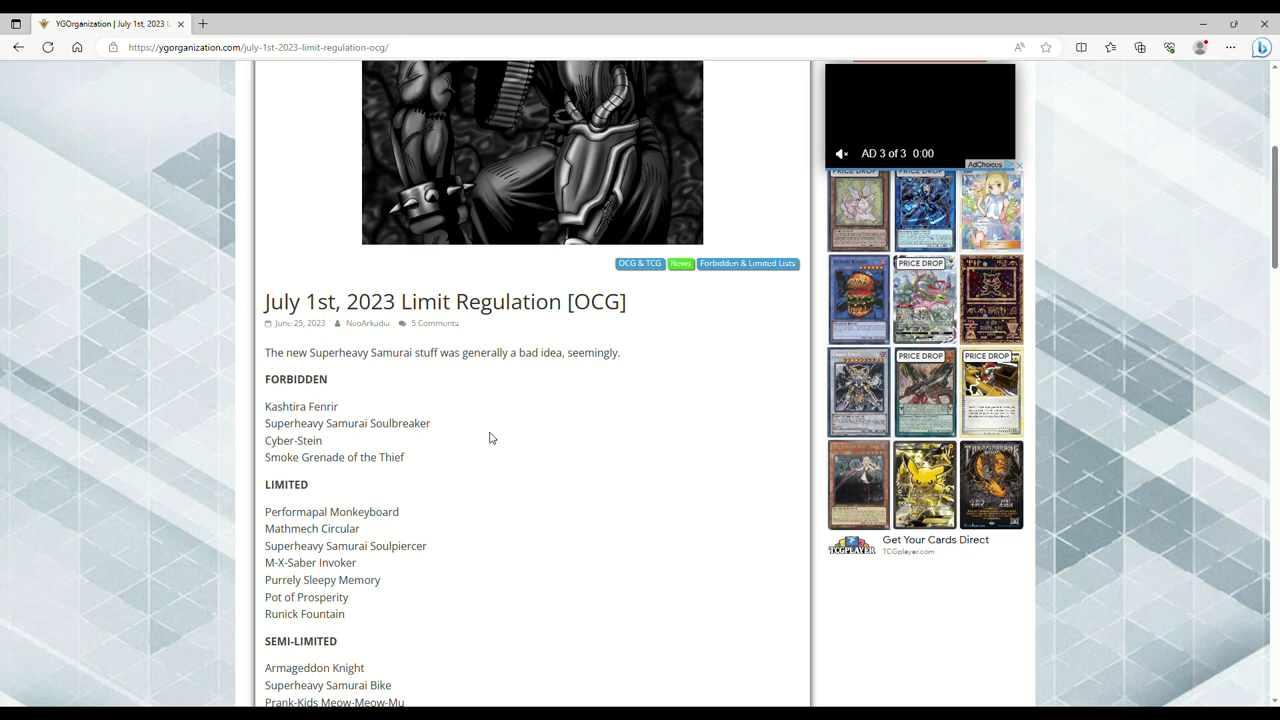 YGOrganization | July 1st, 2023 L
https://ygorganization.com/july-1st-2023-limit-regulation-ocg/
AD 3 of 3 0:00
AdChoices
OCG & TCG
News
Forbidden & Limited Lists
July 1st, 2023 Limit Regulation [OCG]
June 25, 2023 NeoArkadia 5 Comments
The new Superheavy Samurai stuff was generally a bad idea, seemingly.
FORBIDDEN
Kashtira Fenrir
Superheavy Samurai Soulbreaker
Cyber-Stein
Smoke Grenade of the Thief
LIMITED
Performapal Monkeyboard
Mathmech Circular
Superheavy Samurai Soulpiercer
M-X-Saber Invoker
Purrely Sleepy Memory
Pot of Prosperity
Runick Fountain
SEMI-LIMITED
Armageddon Knight
Superheavy Samurai Bike
Prank-Kids Meow-Meow-Mu
PRICE DROP
PRICE DROP
PRICE DROP
PRICE DROP
PRICE DROP
TCGPLAYER
Get Your Cards Direct
TCGplayer.com